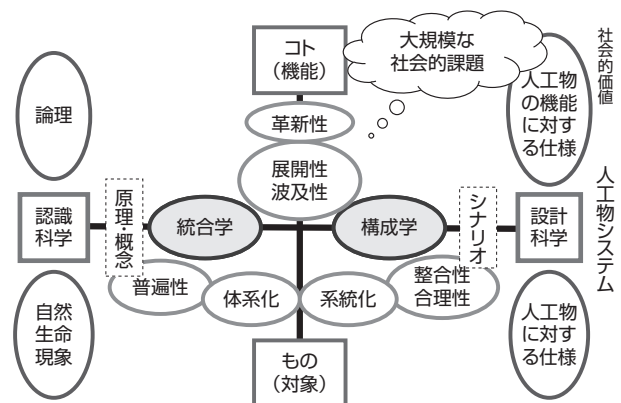 コト
（機能）
大規模な
社会的課題
社会的価値
論理
革新性
人工物
の機能
に対す
る仕様
展開性
波及性
認識
科学
原理・概念
統合学
構成学
シナリオ
設計
科学
人工物システム
普遍性
体系化
系統化
整合性
合理性
自然
生命
現象
もの
（対象）
人工物
に対す
る仕様